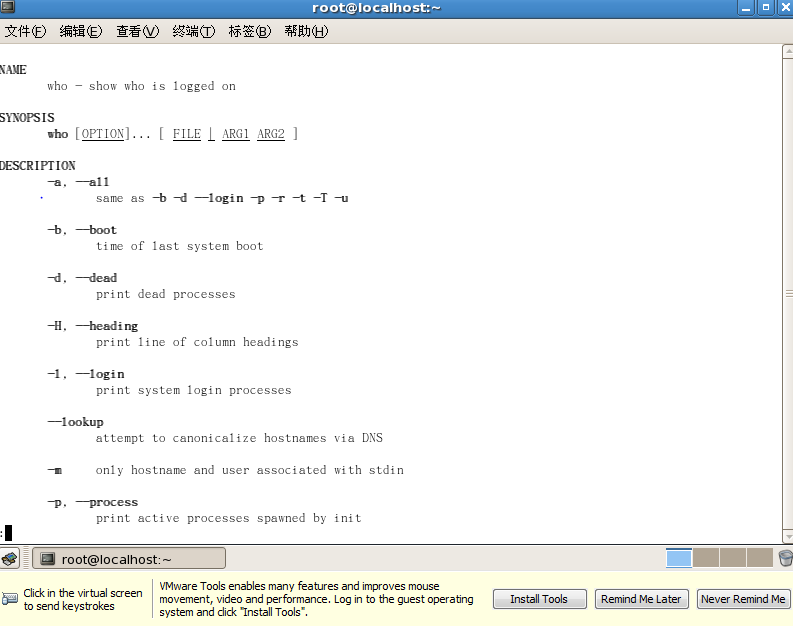 root@localhost:~
文件(F) 编辑(E) 查看(V) 终端(T) 标签(B) 帮助(H)
NAME
who - show who is logged on
SYNOPSIS
who [OPTION]... [ FILE | ARG1 ARG2 ]
DESCRIPTION
-a, --all
same as -b -d --login -p -r -t -T -u
-b, --boot
time of last system boot
-d, --dead
print dead processes
-H, --heading
print line of column headings
-l, --login
print system login processes
--lookup
attempt to canonicalize hostnames via DNS
-m only hostname and user associated with stdin
-p, --process
print active processes spawned by init
:
root@localhost:~
Click in the virtual screen
to send keystrokes
VMware Tools enables many features and improves mouse
movement, video and performance. Log in to the guest operating
system and click "Install Tools".
Install Tools Remind Me Later Never Remind Me